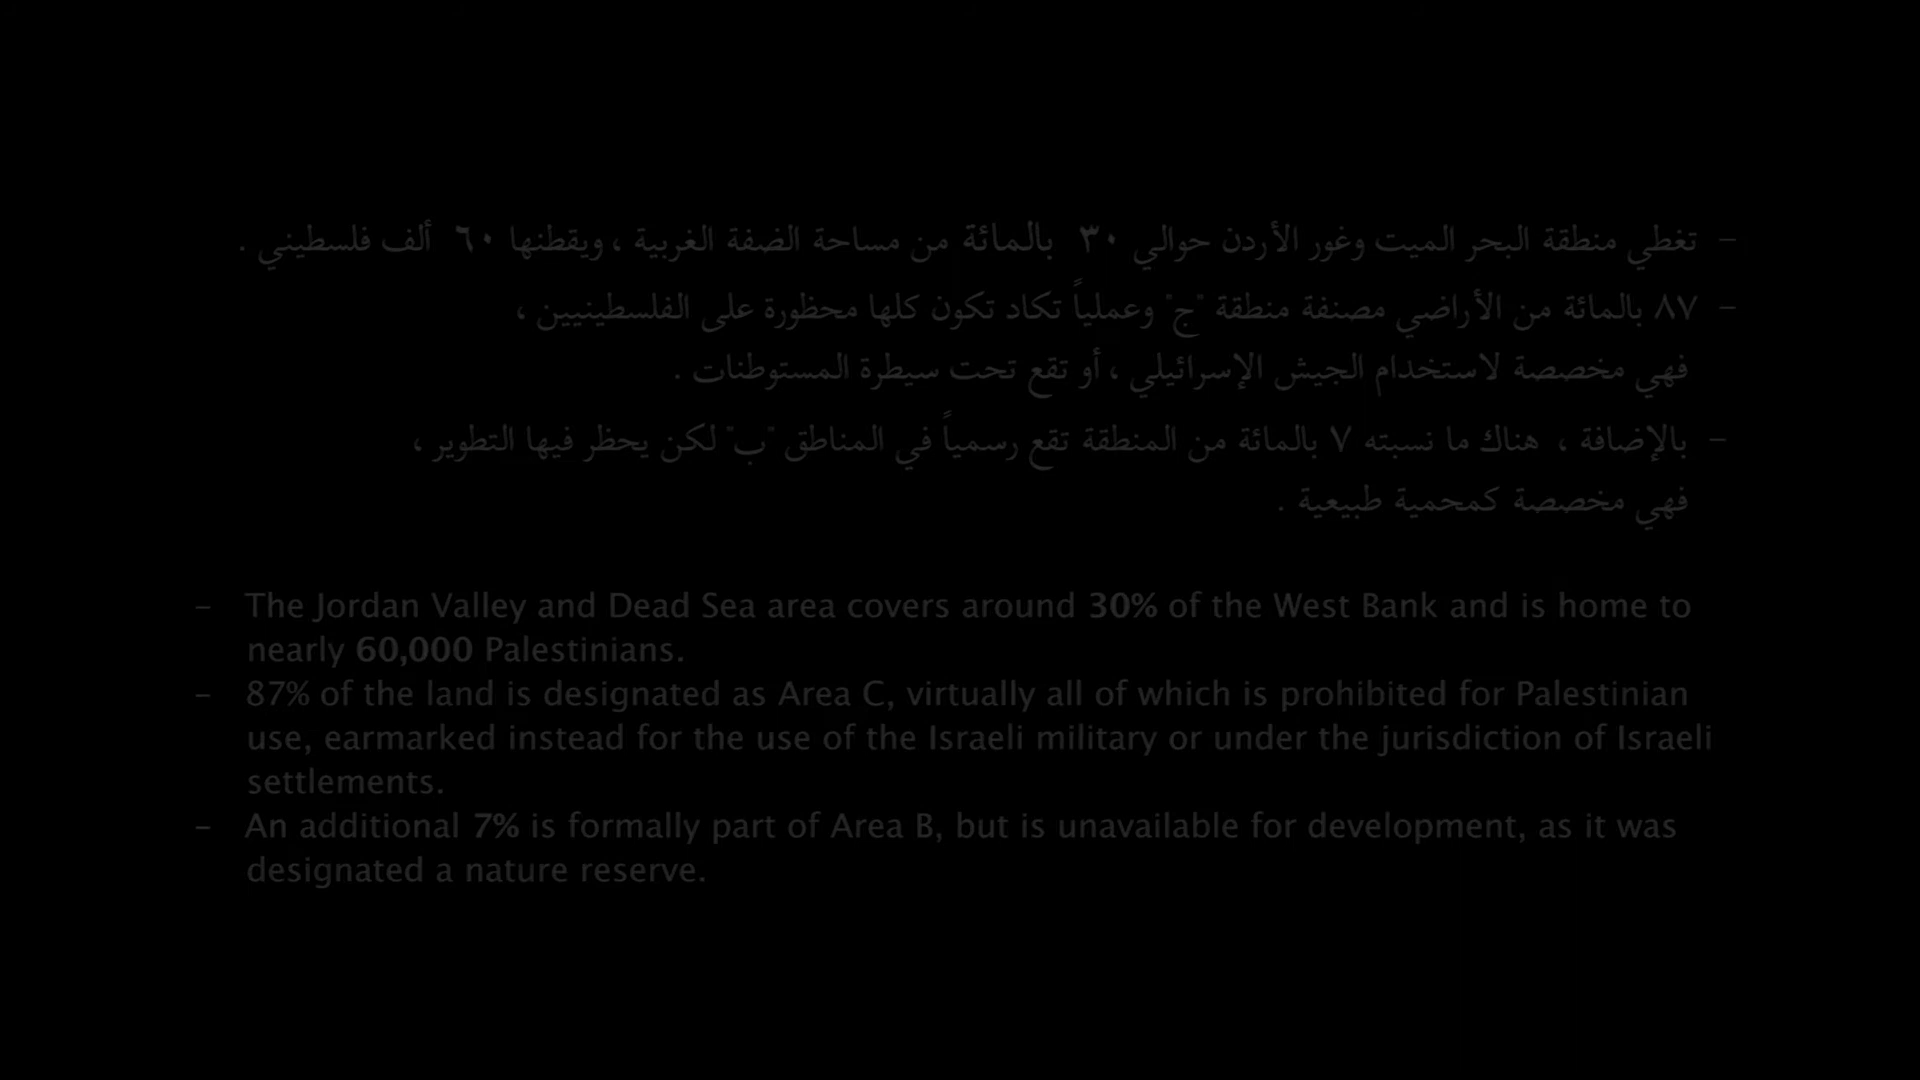 – تغطي منطقة البحر الميت وغور الأردن حوالي ٣٠ بالمائة من مساحة الضفة الغربية ، ويقطنها ٦٠ ألف فلسطيني .
– ٨٧ بالمائة من الأراضي مصنفة منطقة "ج" وعملياً تكاد تكون كلها محظورة على الفلسطينيين ،
فهي مخصصة لاستخدام الجيش الإسرائيلي ، أو تقع تحت سيطرة المستوطنات .
– بالإضافة ، هناك ما نسبته ٧ بالمائة من المنطقة تقع رسمياً في المناطق "ب" لكن يحظر فيها التطوير ،
فهي مخصصة كمحمية طبيعية .
– The Jordan Valley and Dead Sea area covers around 30% of the West Bank and is home to
nearly 60,000 Palestinians.
– 87% of the land is designated as Area C, virtually all of which is prohibited for Palestinian
use, earmarked instead for the use of the Israeli military or under the jurisdiction of Israeli
settlements.
– An additional 7% is formally part of Area B, but is unavailable for development, as it was
designated a nature reserve.